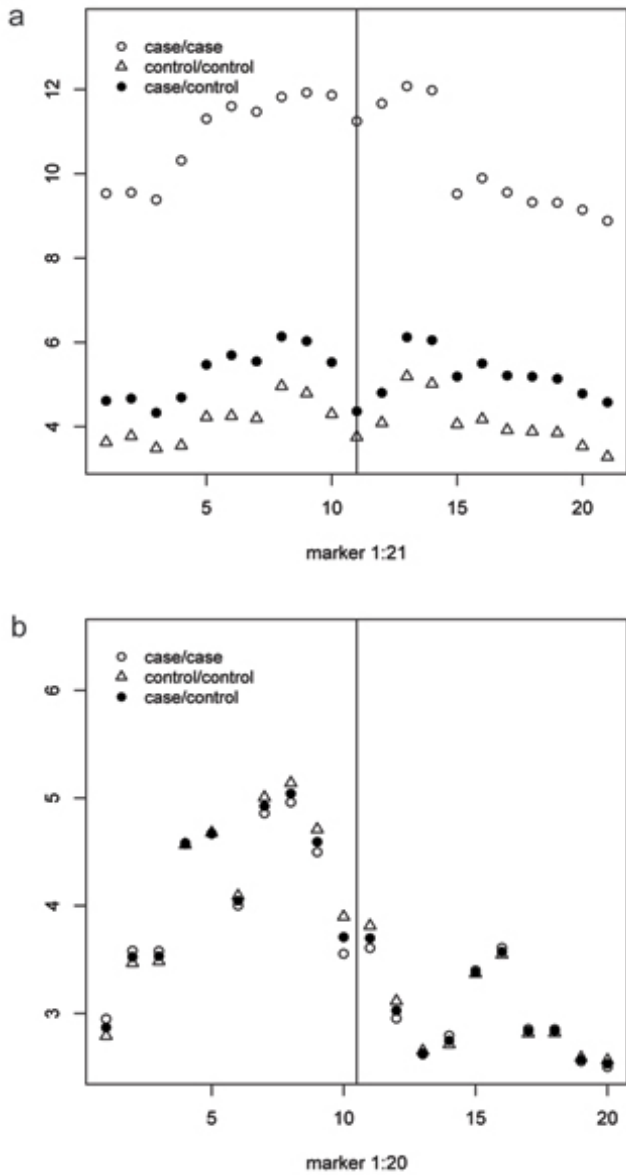 a
case/case
control/control
case/control
12
10
8
6
4
5 10 15 20
marker 1:21
b
case/case
control/control
case/control
6
5
4
3
5 10 15 20
marker 1:20